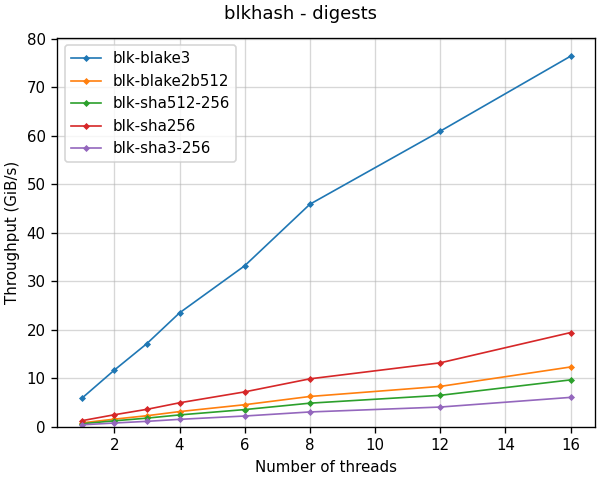 blkhash - digests
80
70
60
50
40
30
20
10
0
Throughput (GiB/s)
blk-blake3
blk-blake2b512
blk-sha512-256
blk-sha256
blk-sha3-256
2 4 6 8 10 12 14 16
Number of threads